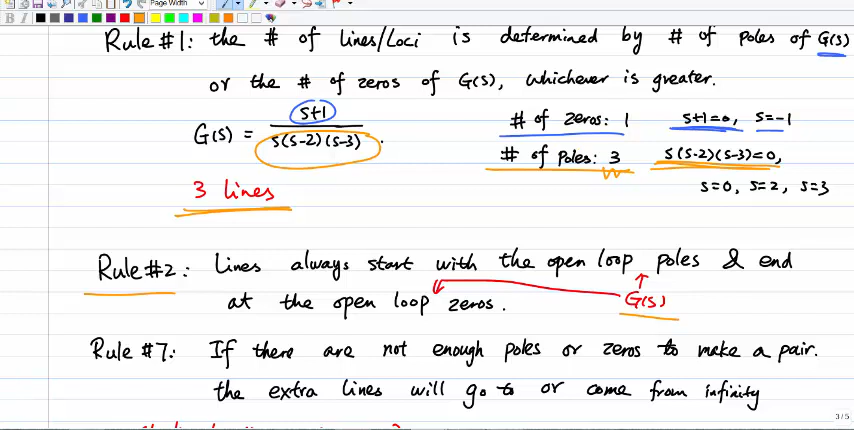 Page Width
B I
Rule #1: the # of lines/Loci is determined by # of poles of G(s)
or the # of zeros of G(s), whichever is greater.
G(s) = s+1 / s(s-2)(s-3) .
# of zeros: 1 s+1=0, s=-1
# of poles: 3 s(s-2)(s-3)=0,
s=0, s=2, s=3
3 lines
Rule #2: Lines always start with the open loop poles & end
at the open loop zeros. G(s)
Rule #7: If there are not enough poles or zeros to make a pair.
the extra lines will go to or come from infinity
3/5